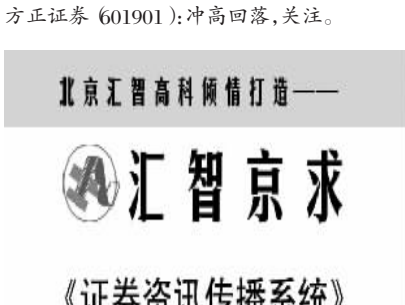 方正证券(601901):冲高回落,关注。
北京汇智高科倾情打造——
汇智京求
《证券资讯传播系统》